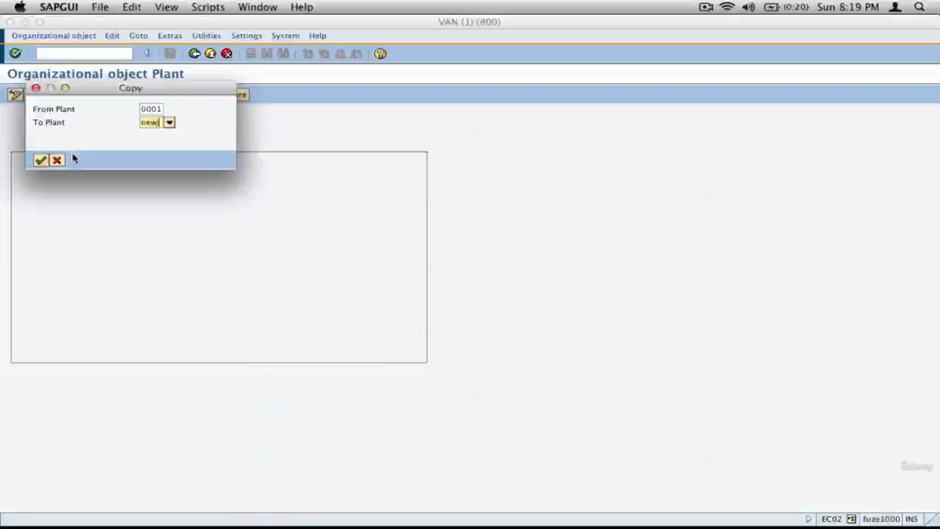 SAPGUI File Edit View Scripts Window Help (0:20) Sun 8:19 PM
VAN (1) (800)
Organizational object Edit Goto Extras Utilities Settings System Help
Organizational object Plant
Copy
From Plant 0001
To Plant new
Udemy
EC02 fuze1000 INS